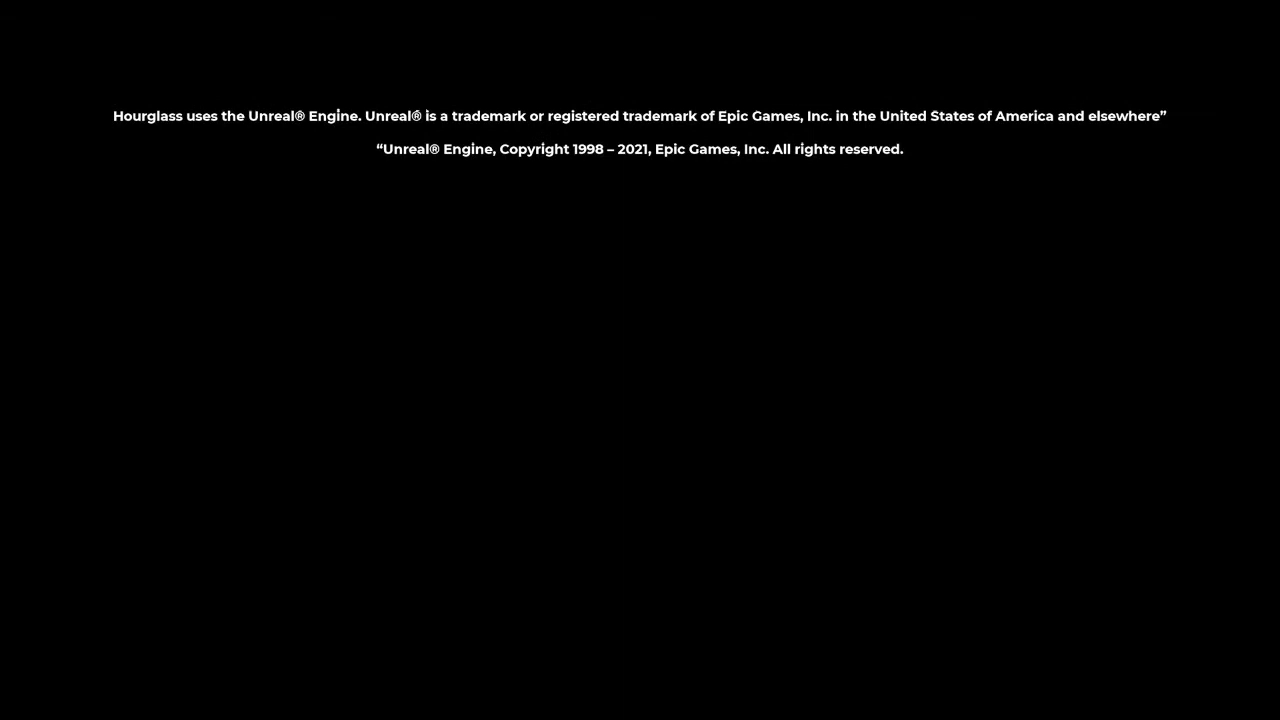 Hourglass uses the Unreal® Engine. Unreal® is a trademark or registered trademark of Epic Games, Inc. in the United States of America and elsewhere”
“Unreal® Engine, Copyright 1998 – 2021, Epic Games, Inc. All rights reserved.